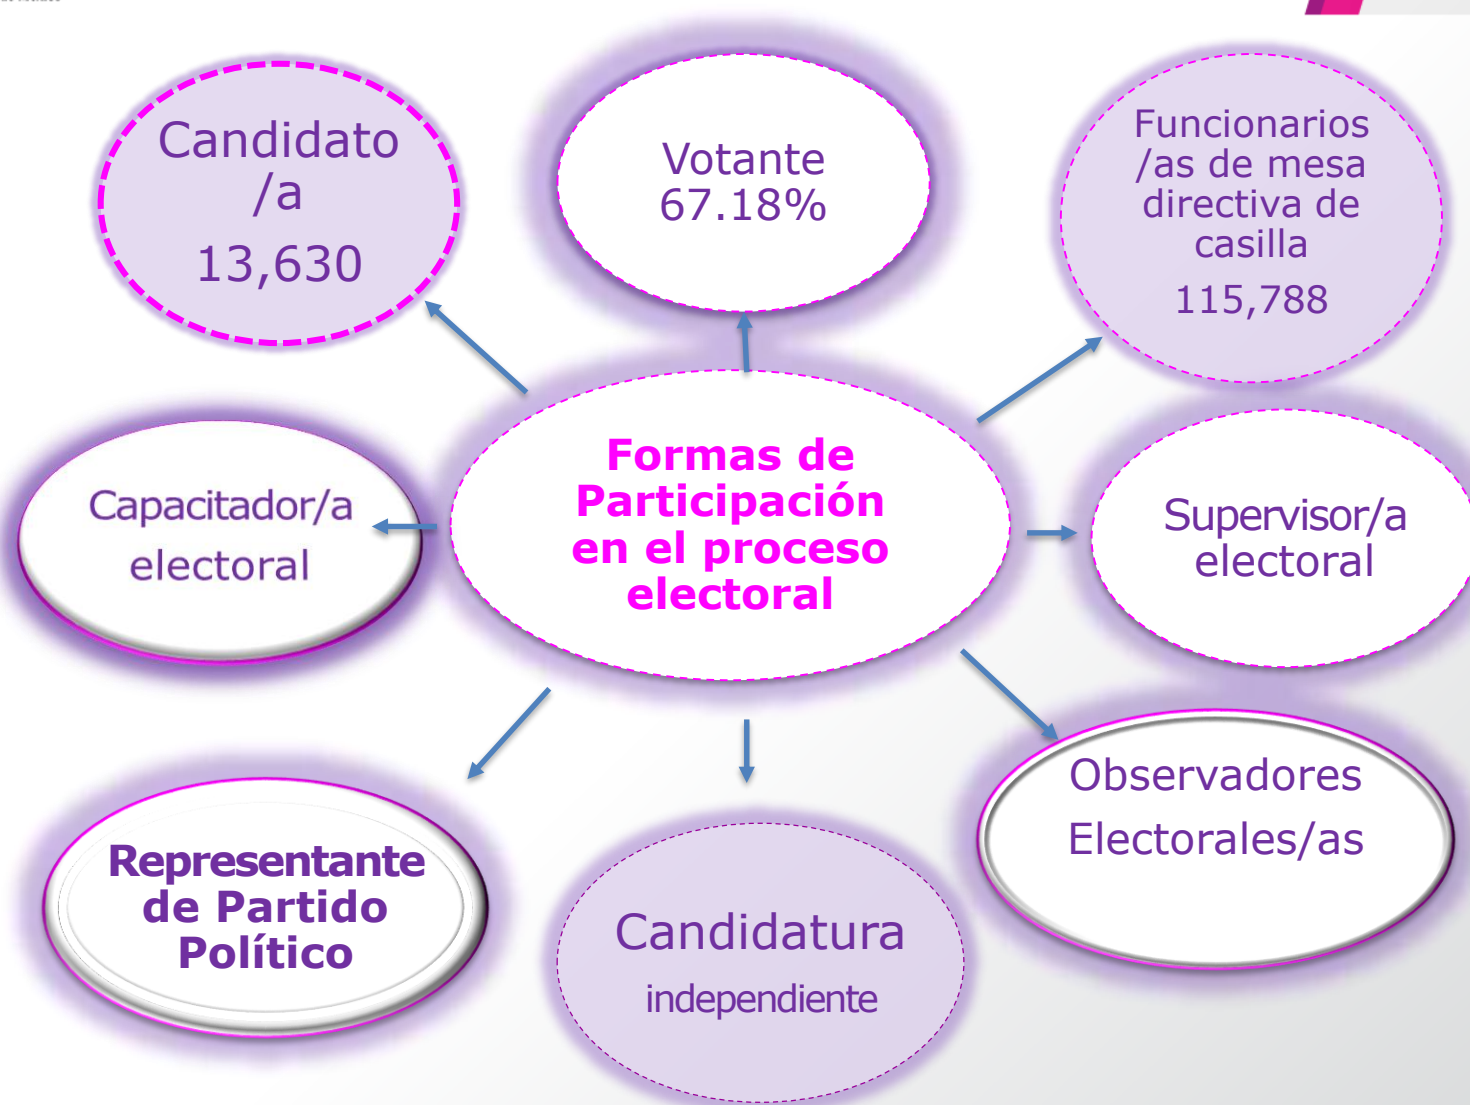 Candidato
/a
13,630
Votante
67.18%
Funcionarios
/as de mesa
directiva de
casilla
115,788
Formas de
Participación
en el proceso
electoral
Capacitador/a
electoral
Supervisor/a
electoral
Observadores
Electorales/as
Representante
de Partido
Político
Candidatura
independiente